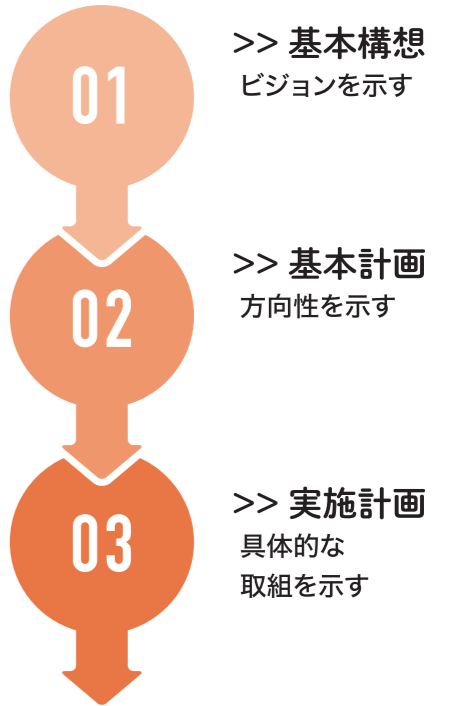 01
>> 基本構想
ビジョンを示す
02
>> 基本計画
方向性を示す
03
>> 実施計画
具体的な
取組を示す